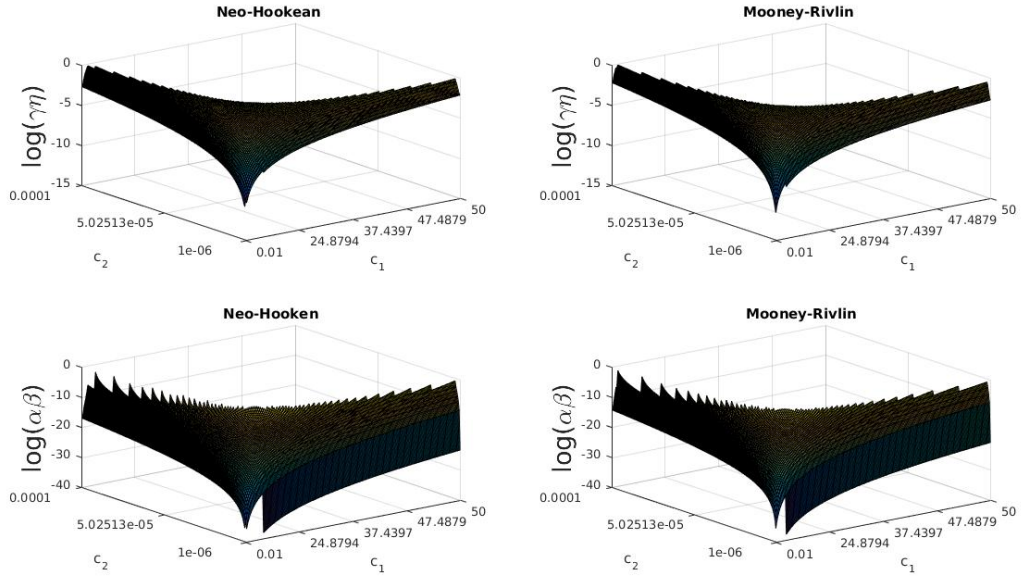 Neo-Hookean
0
-5
-10
-15
log(γη)
0.0001
5.02513e-05
1e-06
c2
0.01
24.8794
37.4397
47.4879
50
c1
Mooney-Rivlin
0
-5
-10
-15
log(γη)
0.0001
5.02513e-05
1e-06
c2
0.01
24.8794
37.4397
47.4879
50
c1
Neo-Hooken
0
-10
-20
-30
-40
log(αβ)
0.0001
5.02513e-05
1e-06
c2
0.01
24.8794
37.4397
47.4879
50
c1
Mooney-Rivlin
0
-10
-20
-30
-40
log(αβ)
0.0001
5.02513e-05
1e-06
c2
0.01
24.8794
37.4397
47.4879
50
c1